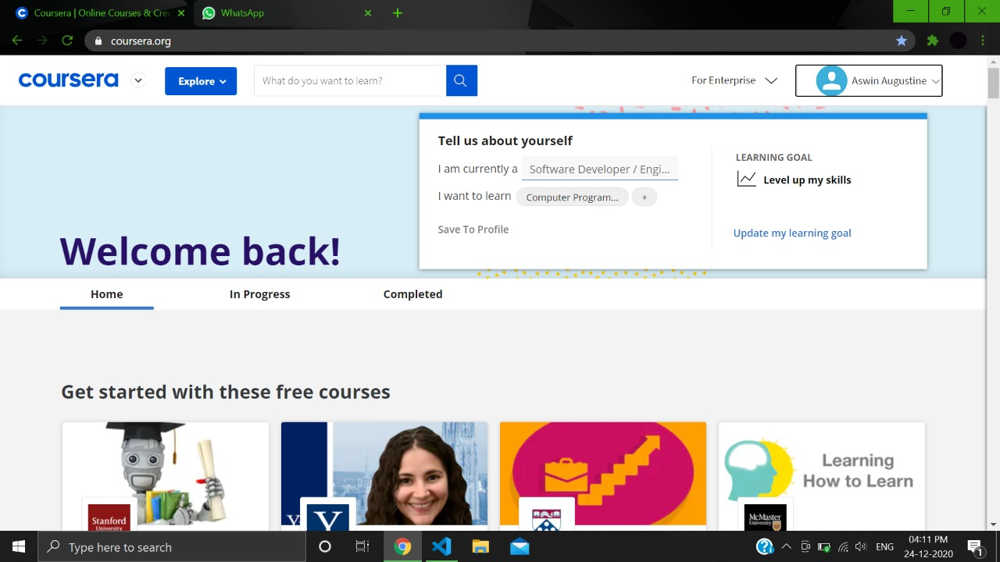 Coursera | Online Courses & Cre
WhatsApp
coursera.org
coursera
Explore
What do you want to learn?
For Enterprise
Aswin Augustine
Tell us about yourself
I am currently a Software Developer / Engi...
I want to learn Computer Program... +
Save To Profile
LEARNING GOAL
Level up my skills
Update my learning goal
Welcome back!
Home
In Progress
Completed
Get started with these free courses
Stanford
University
Y
Y
Learning
How to Learn
McMaster
University
Type here to search
ENG
04:11 PM
24-12-2020
1